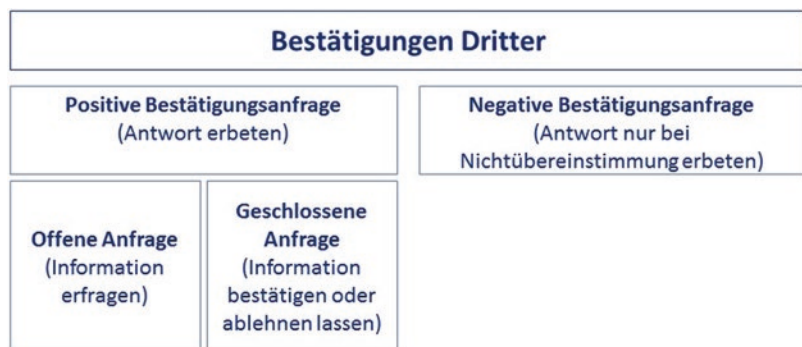 Bestätigungen Dritter
Positive Bestätigungsanfrage
(Antwort erbeten)
Negative Bestätigungsanfrage
(Antwort nur bei
Nichtübereinstimmung erbeten)
Offene Anfrage
(Information
erfragen)
Geschlossene
Anfrage
(Information
bestätigen oder
ablehnen lassen)